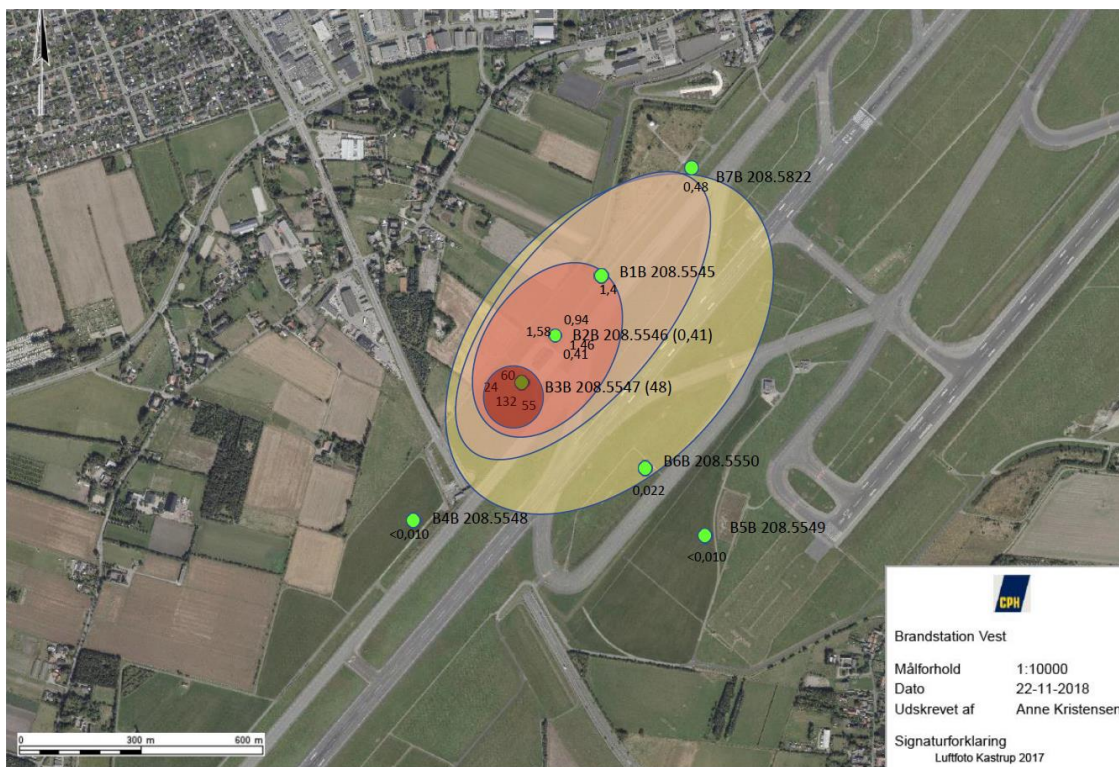 B7B 208.5822
0,48
B1B 208.5545
1,4
0,94
1,58
B2B 208.5546 (0,41)
1,46
0,41
60
B3B 208.5547 (48)
24
132
55
B6B 208.5550
0,022
B4B 208.5548
<0,010
B5B 208.5549
<0,010
CPH
Brandstation Vest
Målforhold 1:10000
Dato 22-11-2018
Udskrevet af Anne Kristensen
Signaturforklaring
Luftfoto Kastrup 2017
0 300 m 600 m